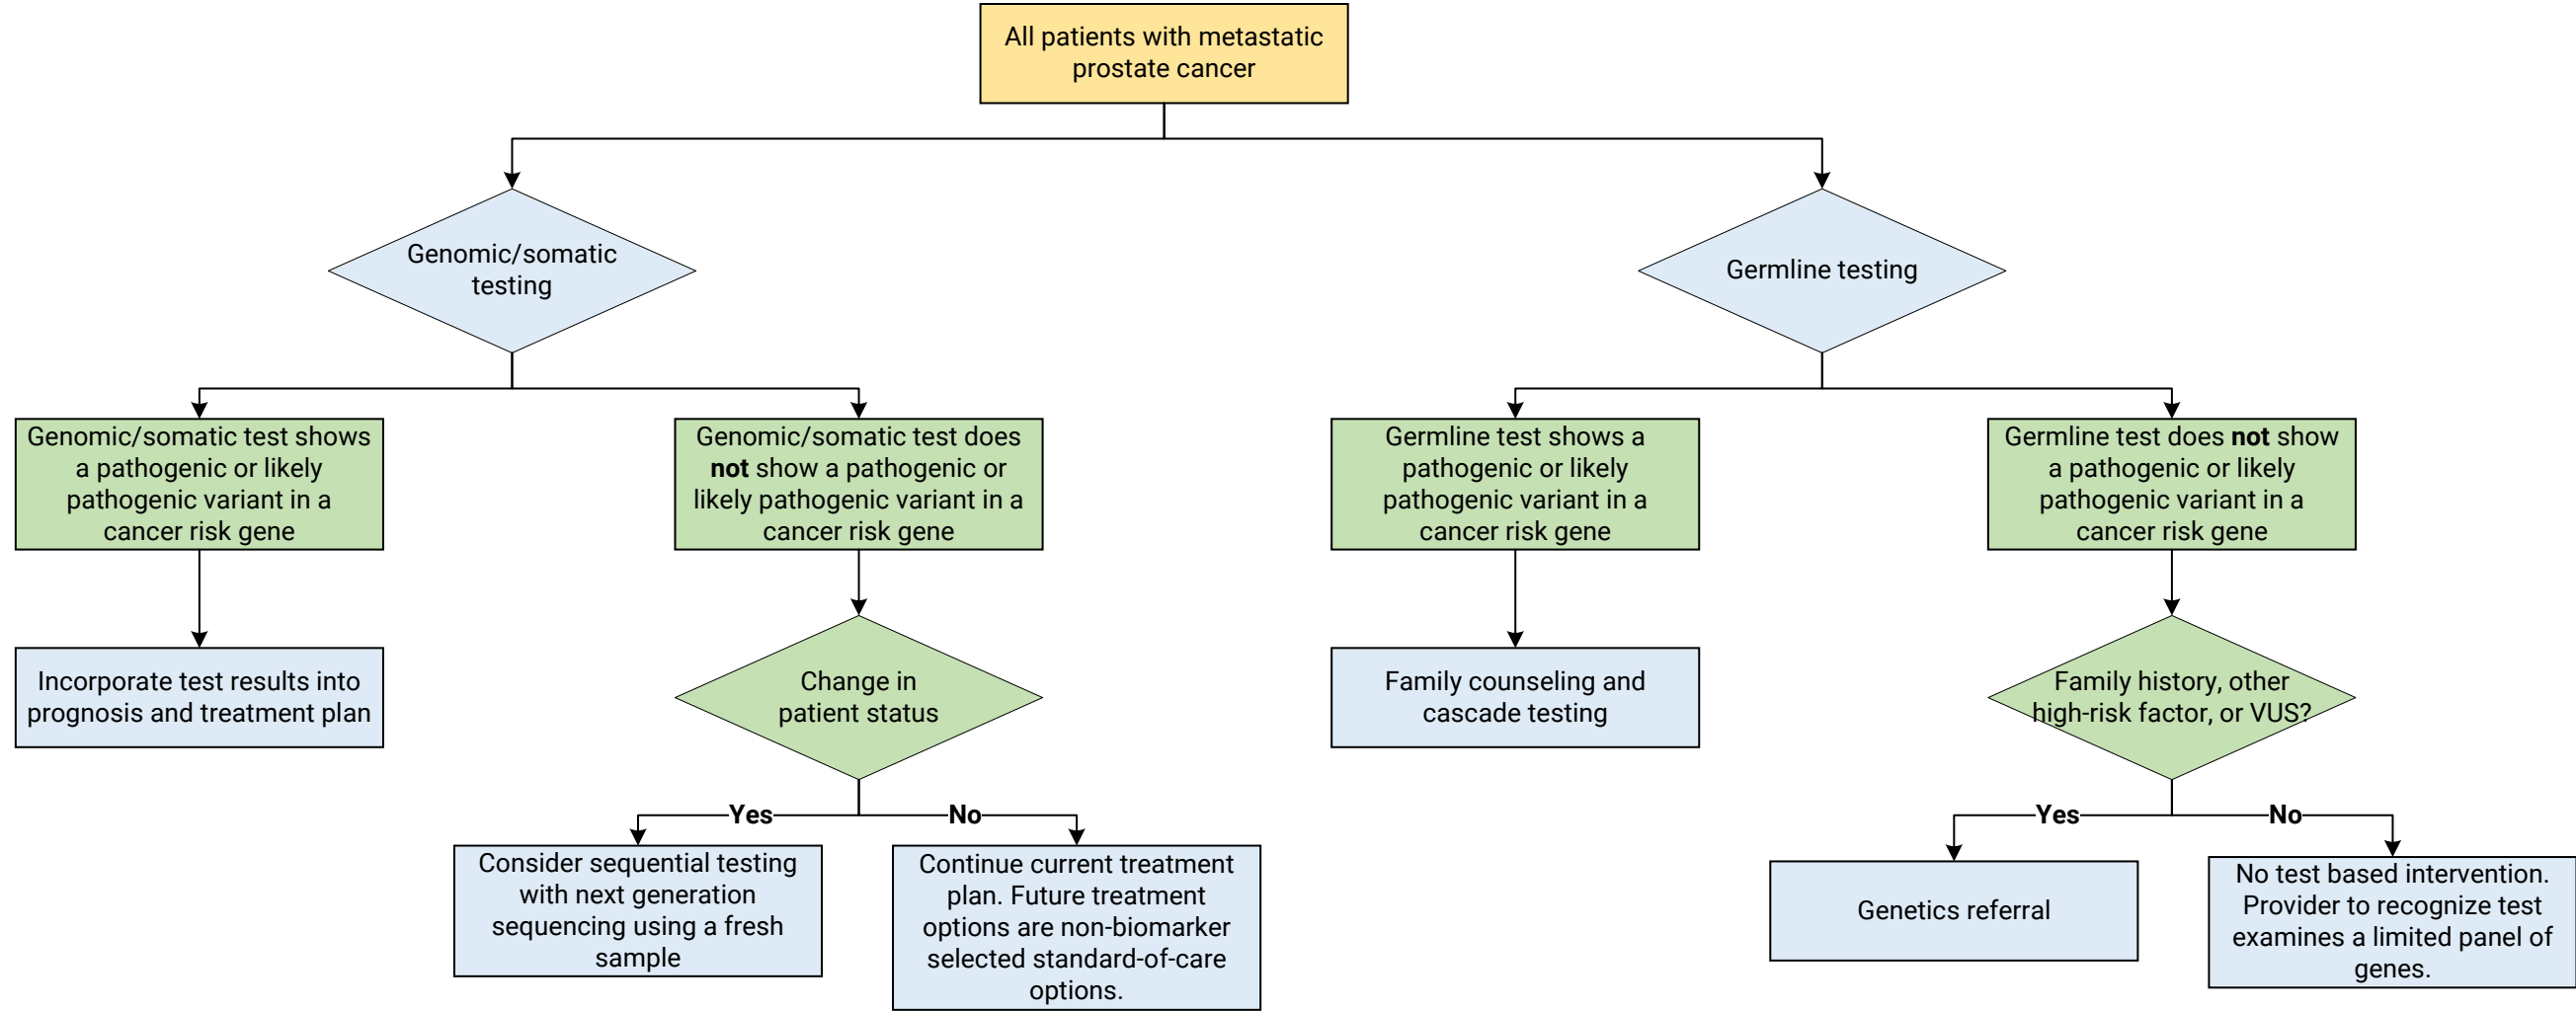 All patients with metastatic
prostate cancer
Genomic/somatic
testing
Germline testing
Genomic/somatic test shows
a pathogenic or likely
pathogenic variant in a
cancer risk gene
Genomic/somatic test does
not show a pathogenic or
likely pathogenic variant in a
cancer risk gene
Germline test shows a
pathogenic or likely
pathogenic variant in a
cancer risk gene
Germline test does not show
a pathogenic or likely
pathogenic variant in a
cancer risk gene
Incorporate test results into
prognosis and treatment plan
Change in
patient status
Family counseling and
cascade testing
Family history, other
high-risk factor, or VUS?
Yes
No
Yes
No
Consider sequential testing
with next generation
sequencing using a fresh
sample
Continue current treatment
plan. Future treatment
options are non-biomarker
selected standard-of-care
options.
Genetics referral
No test based intervention.
Provider to recognize test
examines a limited panel of
genes.